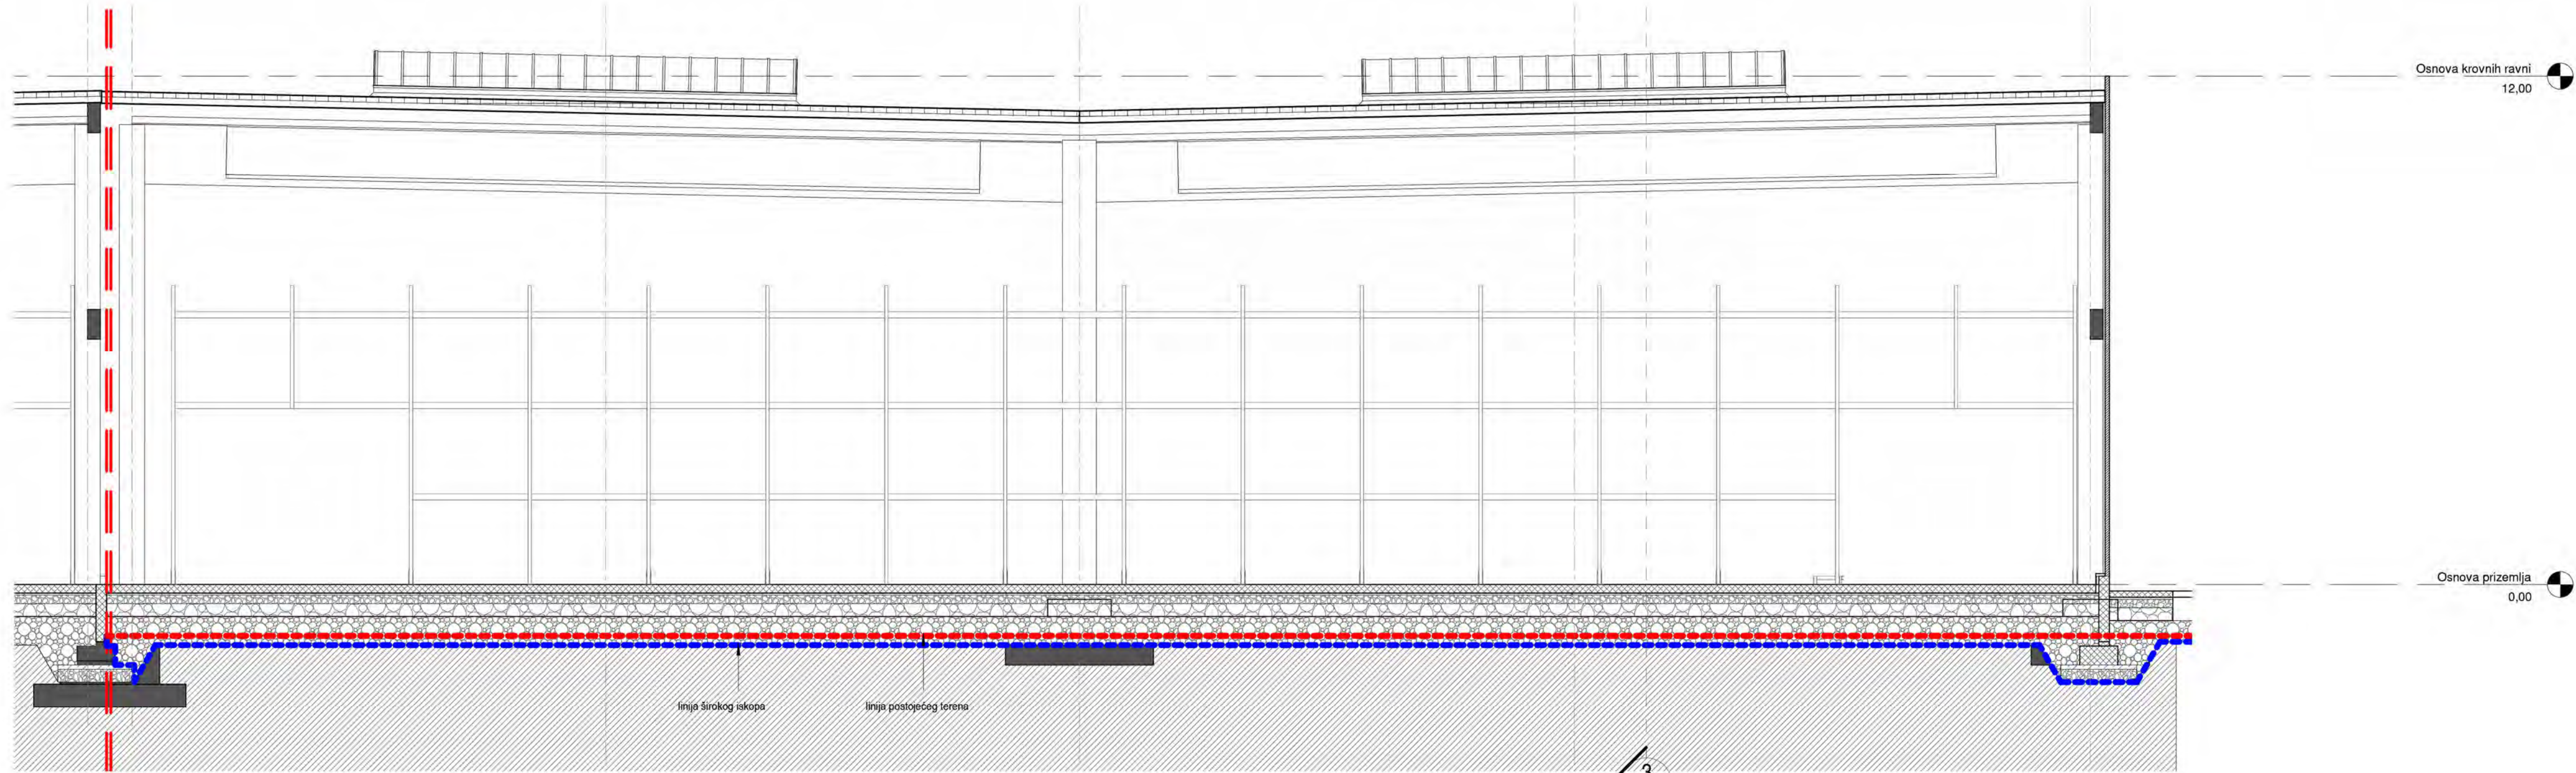 Osnova krovnih ravni
12,00
Osnova prizemlja
0,00
linija širokog iskopa
linija postojećeg terena
3